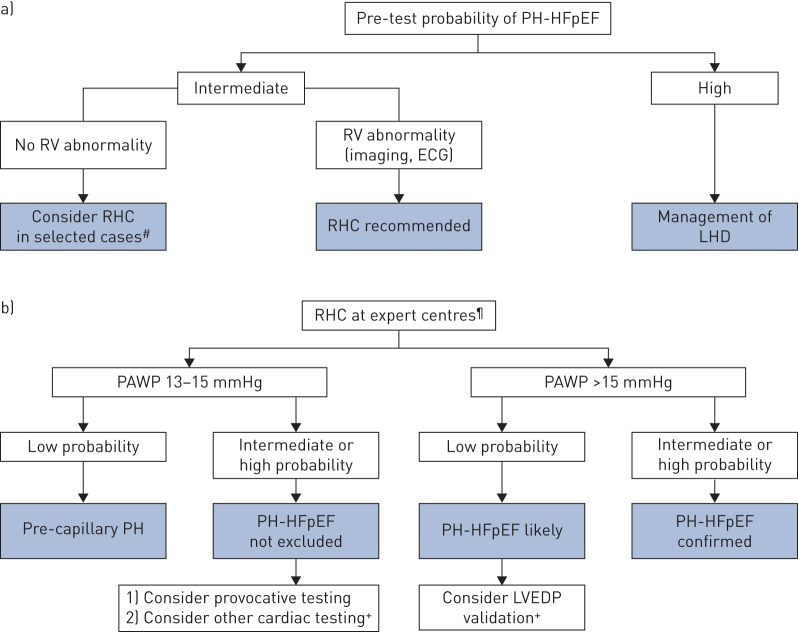 a)
Pre-test probability of PH-HFpEF
Intermediate
High
No RV abnormality
RV abnormality
(imaging, ECG)
Consider RHC
in selected cases#
RHC recommended
Management of
LHD
b)
RHC at expert centres¶
PAWP 13–15 mmHg
PAWP >15 mmHg
Low probability
Intermediate or
high probability
Low probability
Intermediate or
high probability
Pre-capillary PH
PH-HFpEF
not excluded
PH-HFpEF likely
PH-HFpEF
confirmed
1) Consider provocative testing
2) Consider other cardiac testing+
Consider LVEDP
validation+